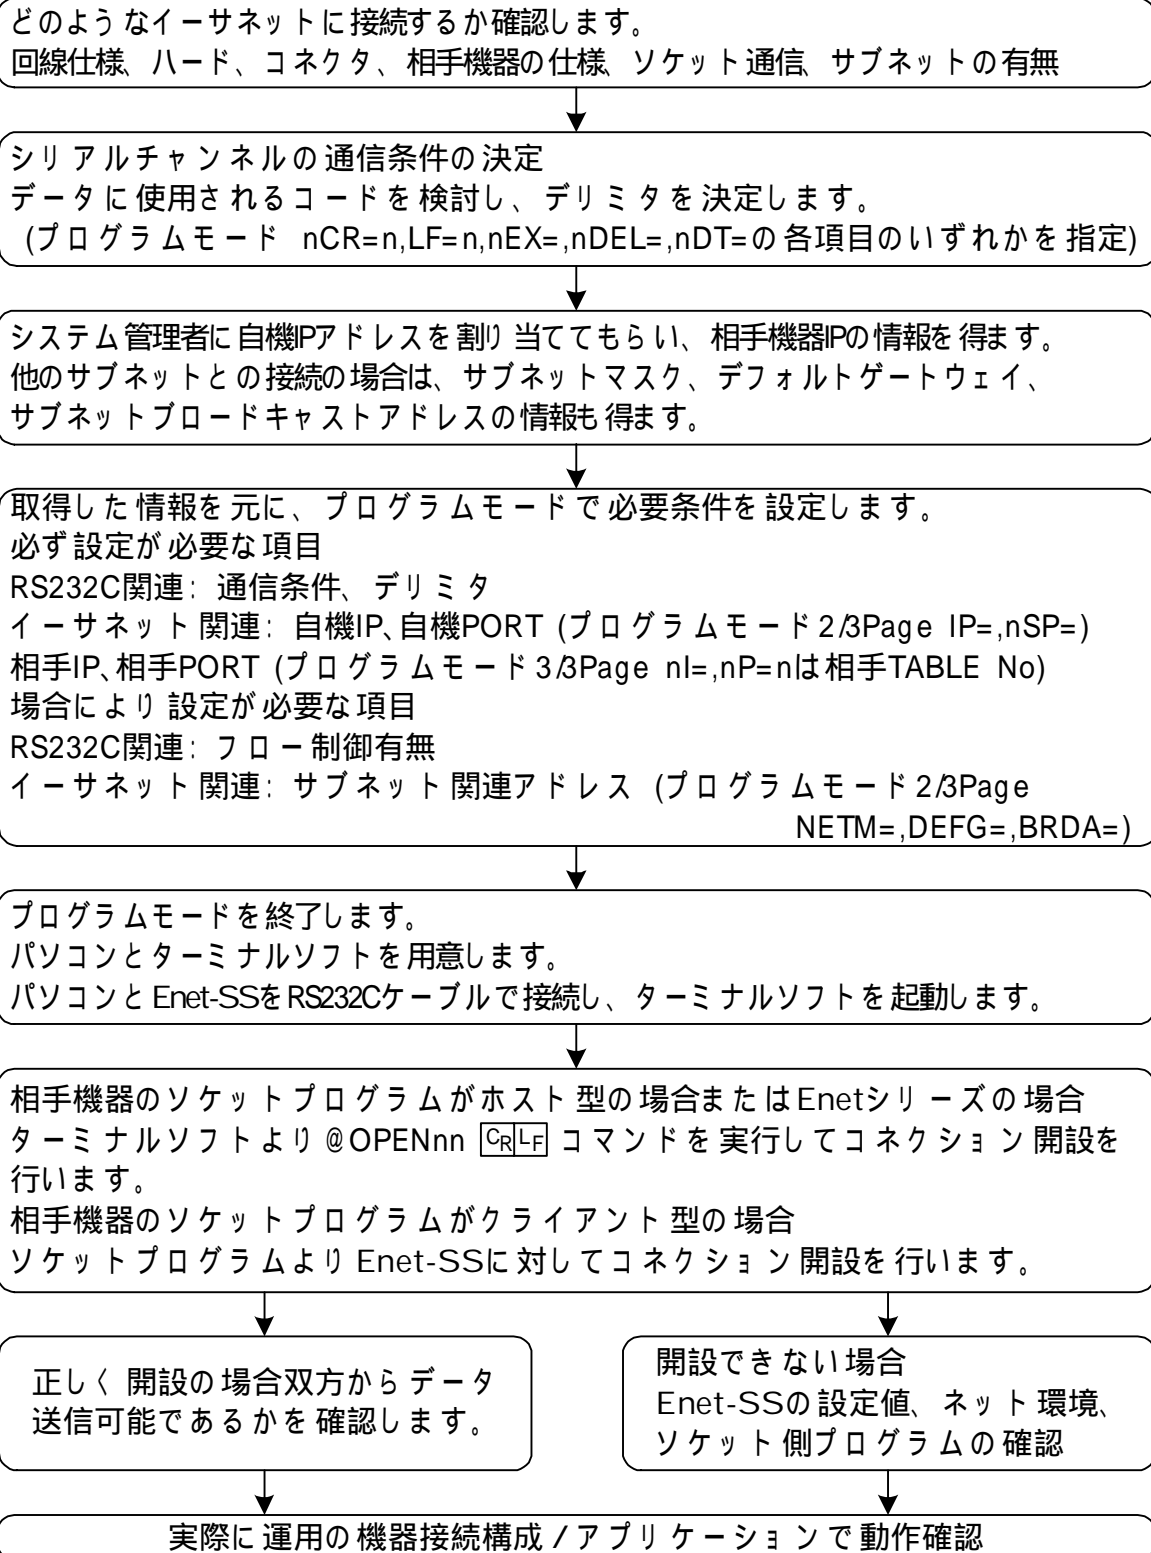 どのようなイーサネットに接続するか確認します。
回線仕様、ハード、コネクタ、相手機器の仕様、ソケット通信、サブネットの有無
シリアルチャンネルの通信条件の決定
データに使用されるコードを検討し、デリミタを決定します。
(プログラムモード nCR=n,LF=n,nEX=,nDEL=,nDT=の各項目のいずれかを指定)
システム管理者に自機IPアドレスを割り当ててもらい、相手機器IPの情報を得ます。
他のサブネットとの接続の場合は、サブネットマスク、デフォルトゲートウェイ、
サブネットブロードキャストアドレスの情報も得ます。
取得した情報を元に、プログラムモードで必要条件を設定します。
必ず設定が必要な項目
RS232C関連：通信条件、デリミタ
イーサネット関連：自機IP、自機PORT (プログラムモード2/3Page IP=,nSP=)
相手IP、相手PORT (プログラムモード3/3Page nI=,nP=nは相手TABLE No)
場合により設定が必要な項目
RS232C関連：フロー制御有無
イーサネット関連：サブネット関連アドレス (プログラムモード2/3Page
NETM=,DEFG=,BRDA=)
プログラムモードを終了します。
パソコンとターミナルソフトを用意します。
パソコンとEnet-SSをRS232Cケーブルで接続し、ターミナルソフトを起動します。
相手機器のソケットプログラムがホスト型の場合またはEnetシリーズの場合
ターミナルソフトより@OPENnn CRLF コマンドを実行してコネクション開設を
行います。
相手機器のソケットプログラムがクライアント型の場合
ソケットプログラムよりEnet-SSに対してコネクション開設を行います。
正しく開設の場合双方からデータ
送信可能であるかを確認します。
開設できない場合
Enet-SSの設定値、ネット環境、
ソケット側プログラムの確認
実際に運用の機器接続構成/アプリケーションで動作確認